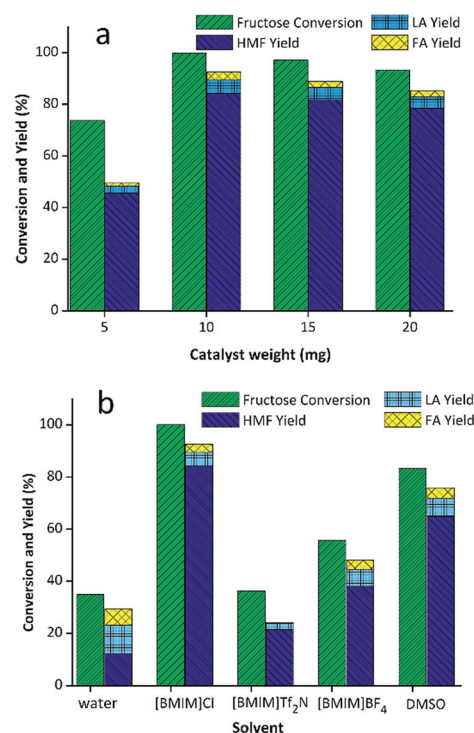 a
Fructose Conversion LA Yield
HMF Yield FA Yield
Conversion and Yield (%)
100
80
60
40
20
0
5 10 15 20
Catalyst weight (mg)
b
Fructose Conversion LA Yield
HMF Yield FA Yield
Conversion and Yield (%)
100
80
60
40
20
0
water [BMIM]Cl [BMIM]Tf₂N [BMIM]BF₄ DMSO
Solvent